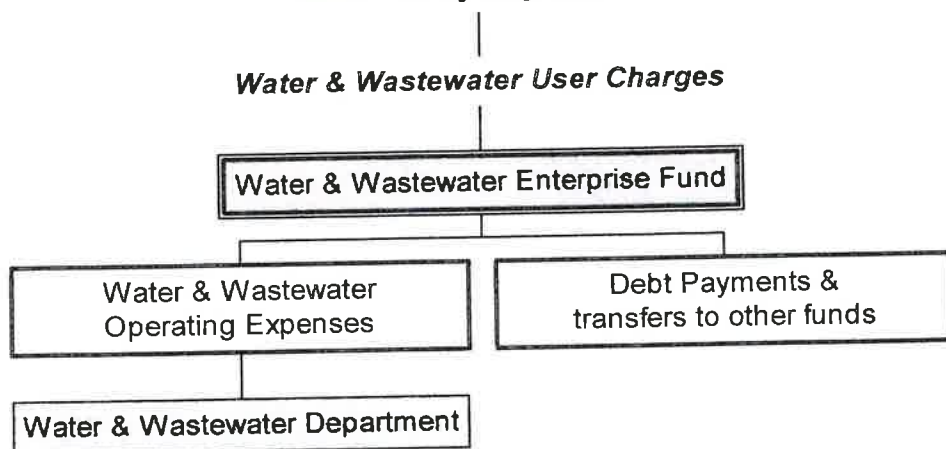 Water & Wastewater User Charges
Water & Wastewater Enterprise Fund
Water & Wastewater
Operating Expenses
Debt Payments &
transfers to other funds
Water & Wastewater Department